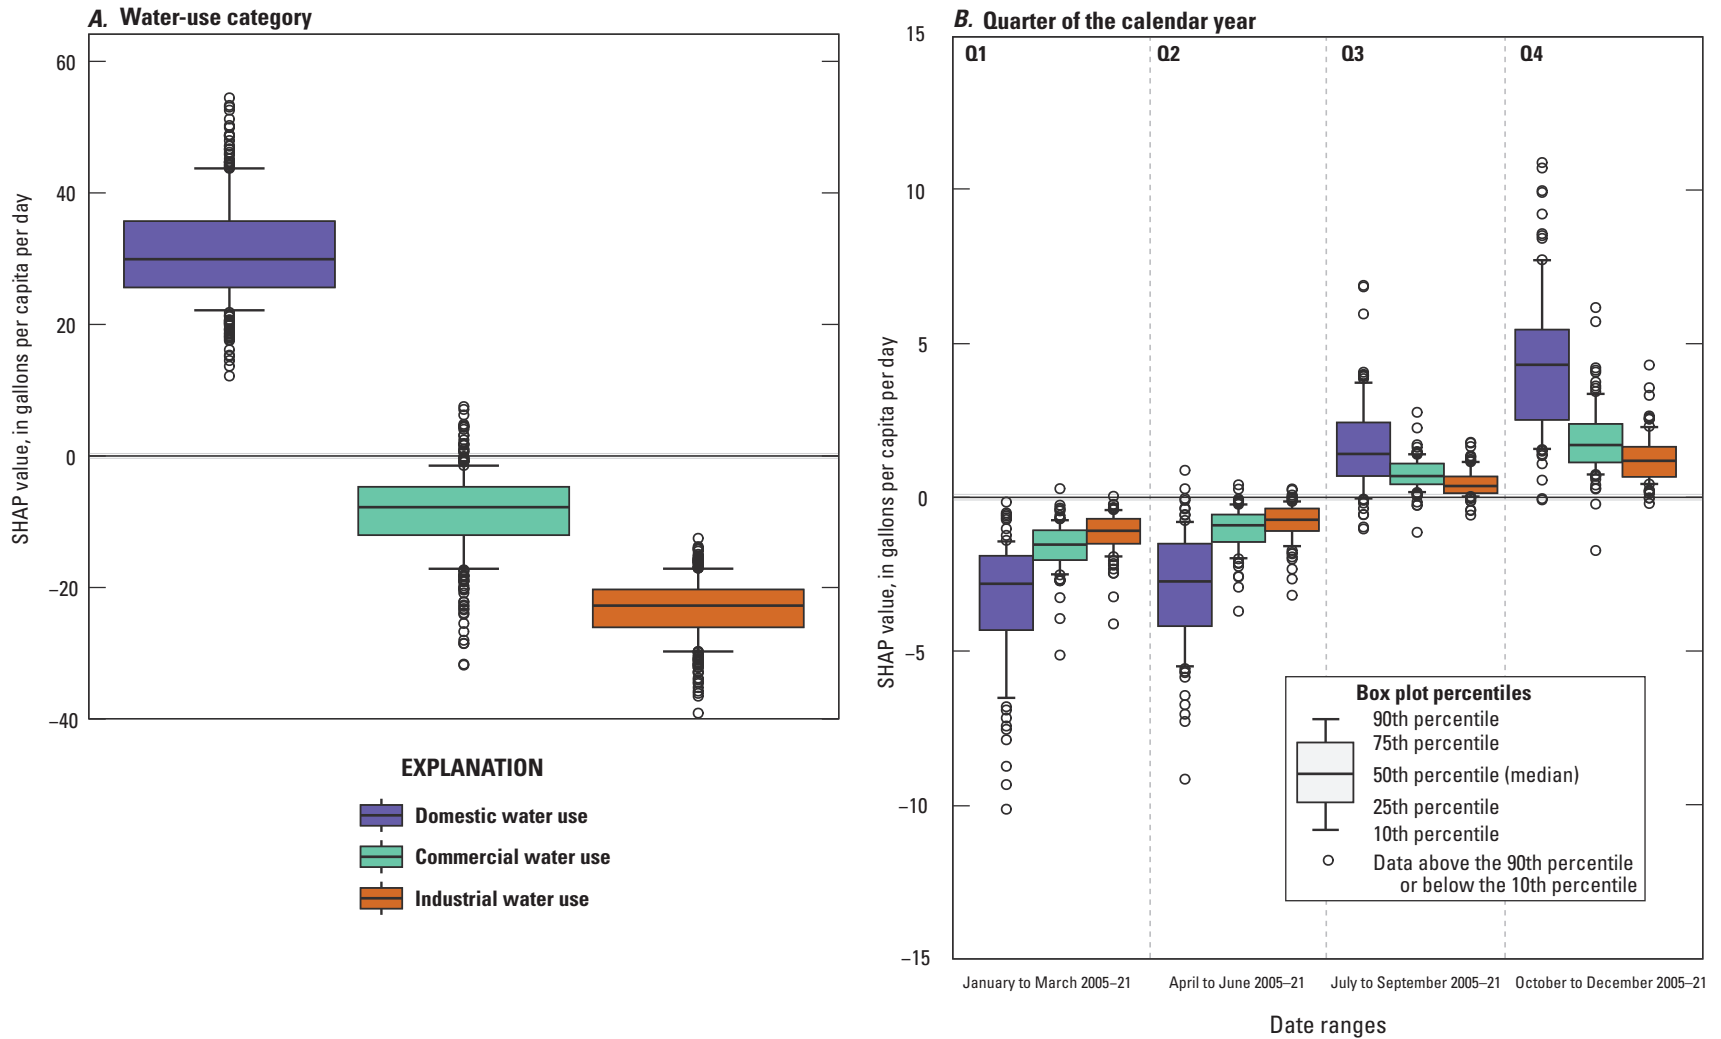 A. Water-use category
SHAP value, in gallons per capita per day
60
40
20
0
−20
−40
EXPLANATION
Domestic water use
Commercial water use
Industrial water use
B. Quarter of the calendar year
SHAP value, in gallons per capita per day
15
10
5
0
−5
−10
−15
Q1
Q2
Q3
Q4
Box plot percentiles
90th percentile
75th percentile
50th percentile (median)
25th percentile
10th percentile
Data above the 90th percentile
or below the 10th percentile
January to March 2005–21
April to June 2005–21
July to September 2005–21
October to December 2005–21
Date ranges